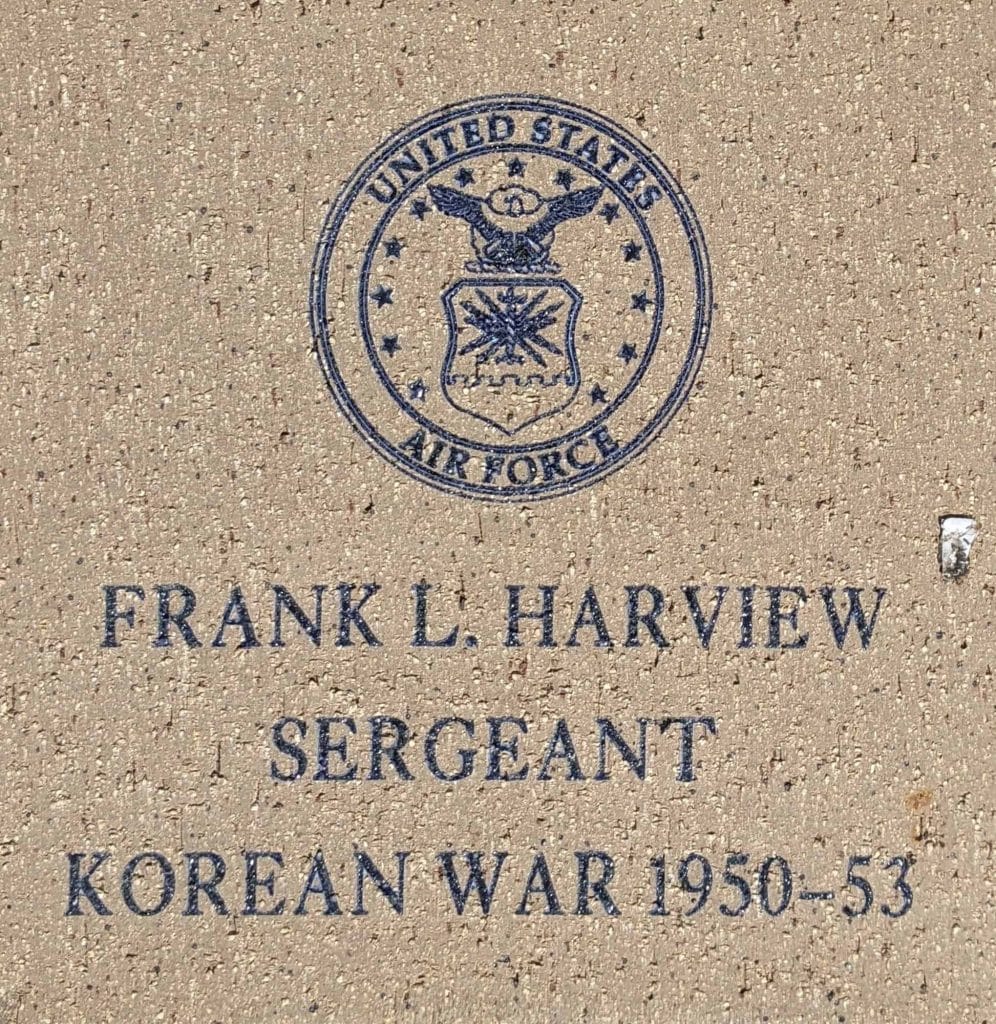 UNITED STATES
AIR FORCE
FRANK L. HARVIEW
SERGEANT
KOREAN WAR 1950-53